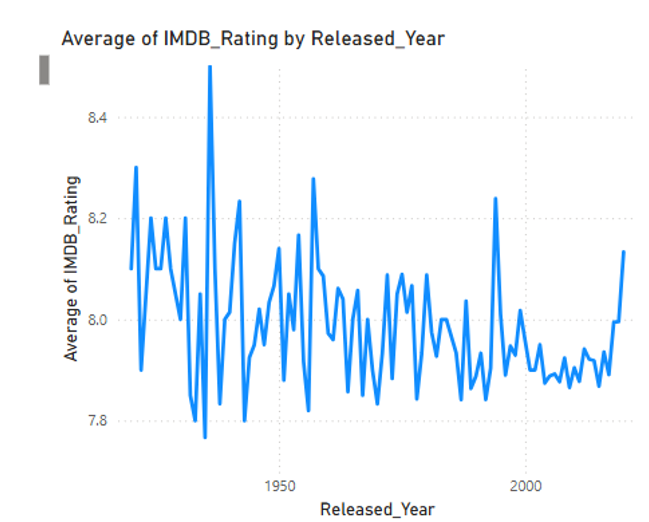 Average of IMDB_Rating by Released_Year
8.4
8.2
8.0
7.8
Average of IMDB_Rating
1950
2000
Released_Year